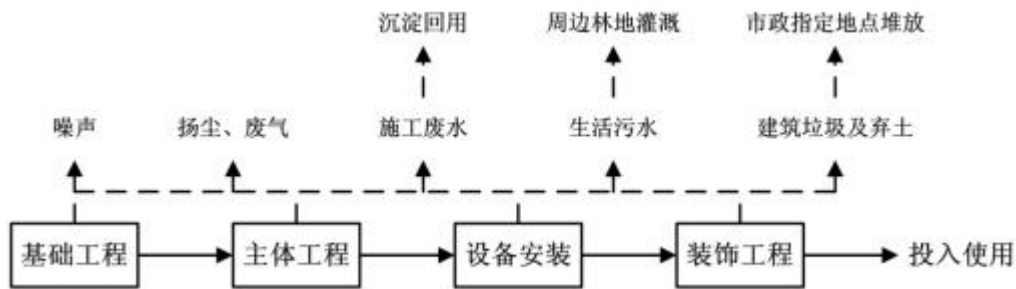 沉淀回用 周边林地灌溉 市政指定地点堆放
噪声 扬尘、废气 施工废水 生活污水 建筑垃圾及弃土
基础工程 主体工程 设备安装 装饰工程 投入使用